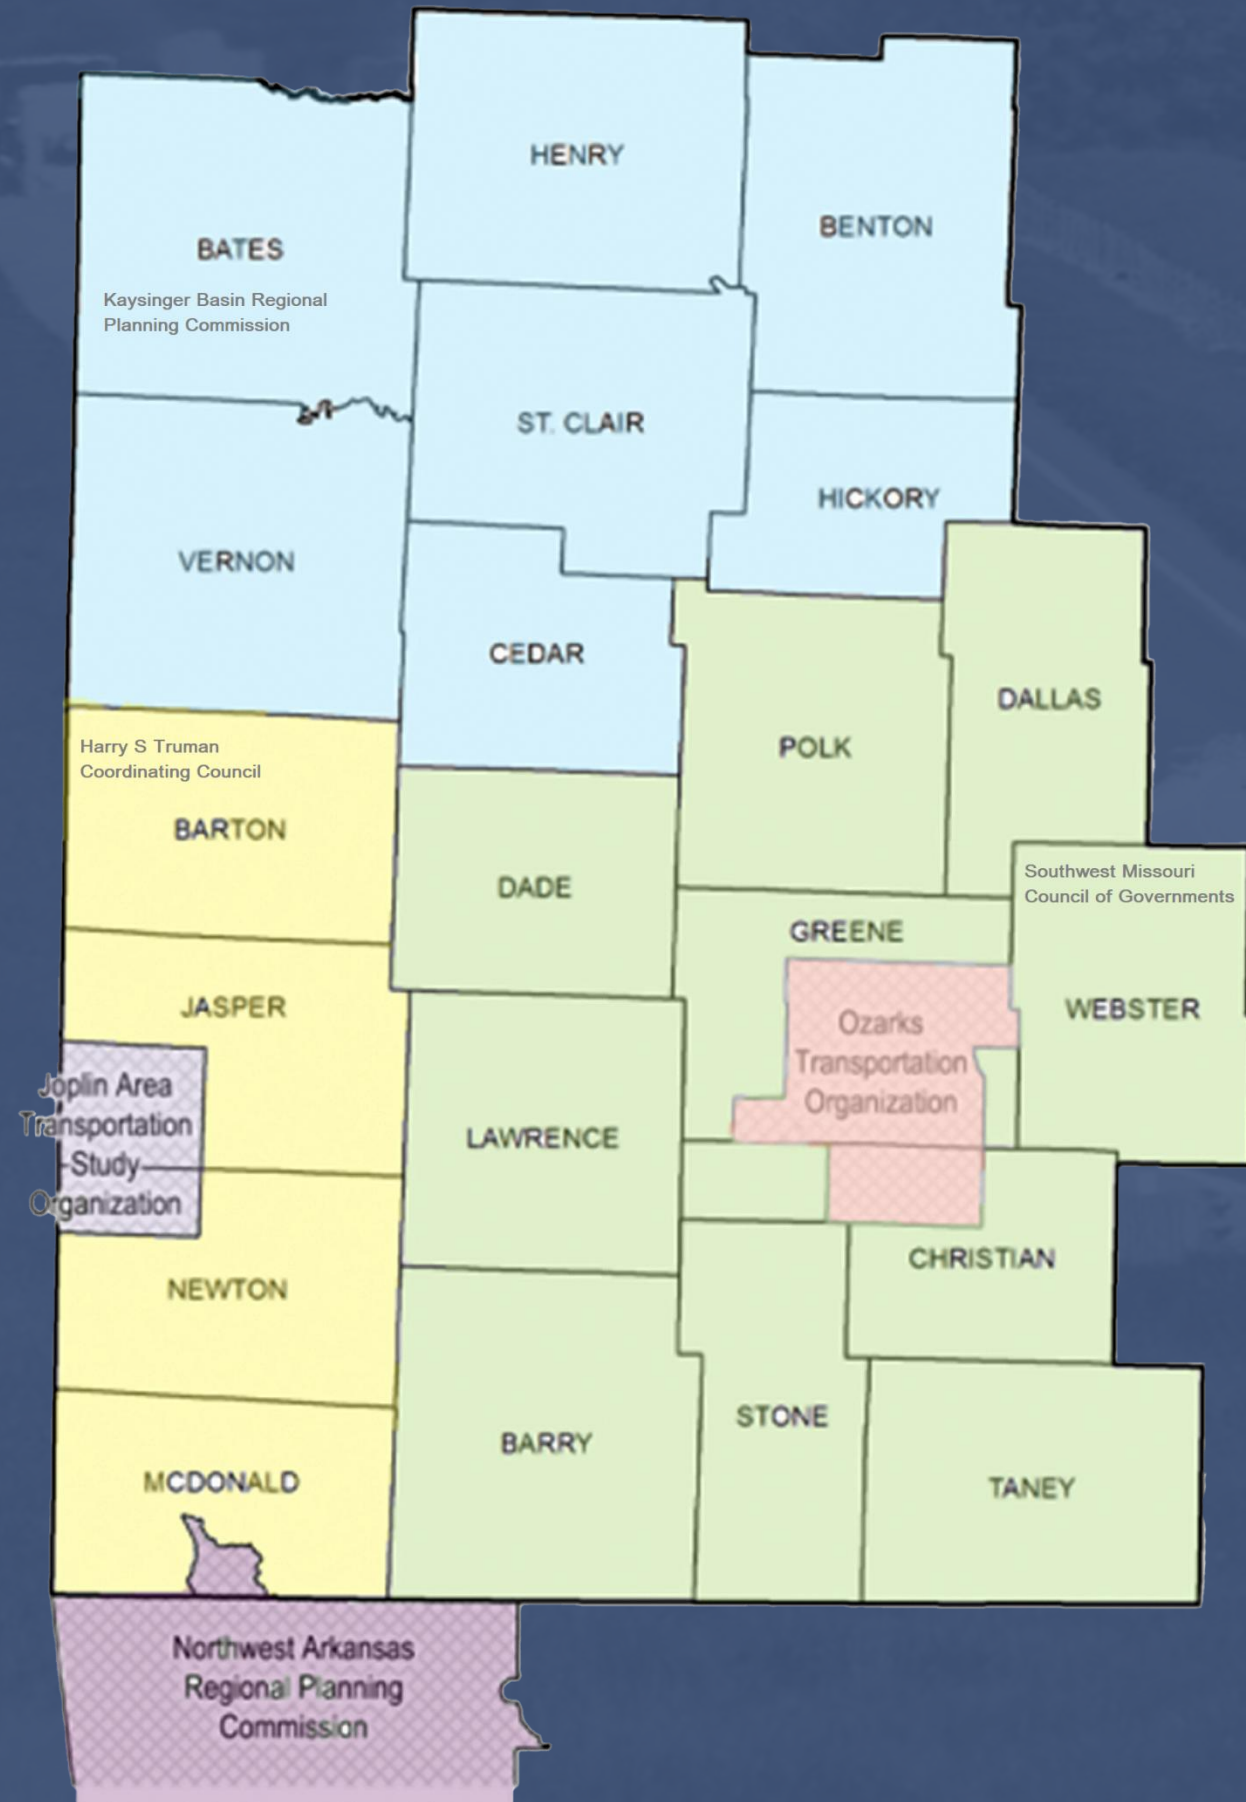 HENRY
BENTON
BATES
Kaysinger Basin Regional
Planning Commission
ST. CLAIR
HICKORY
VERNON
CEDAR
DALLAS
POLK
Harry S Truman
Coordinating Council
BARTON
DADE
Southwest Missouri
Council of Governments
GREENE
JASPER
WEBSTER
Ozarks
Transportation
Organization
Joplin Area
Transportation
Study
Organization
LAWRENCE
CHRISTIAN
NEWTON
STONE
BARRY
MCDONALD
TANEY
Northwest Arkansas
Regional Planning
Commission